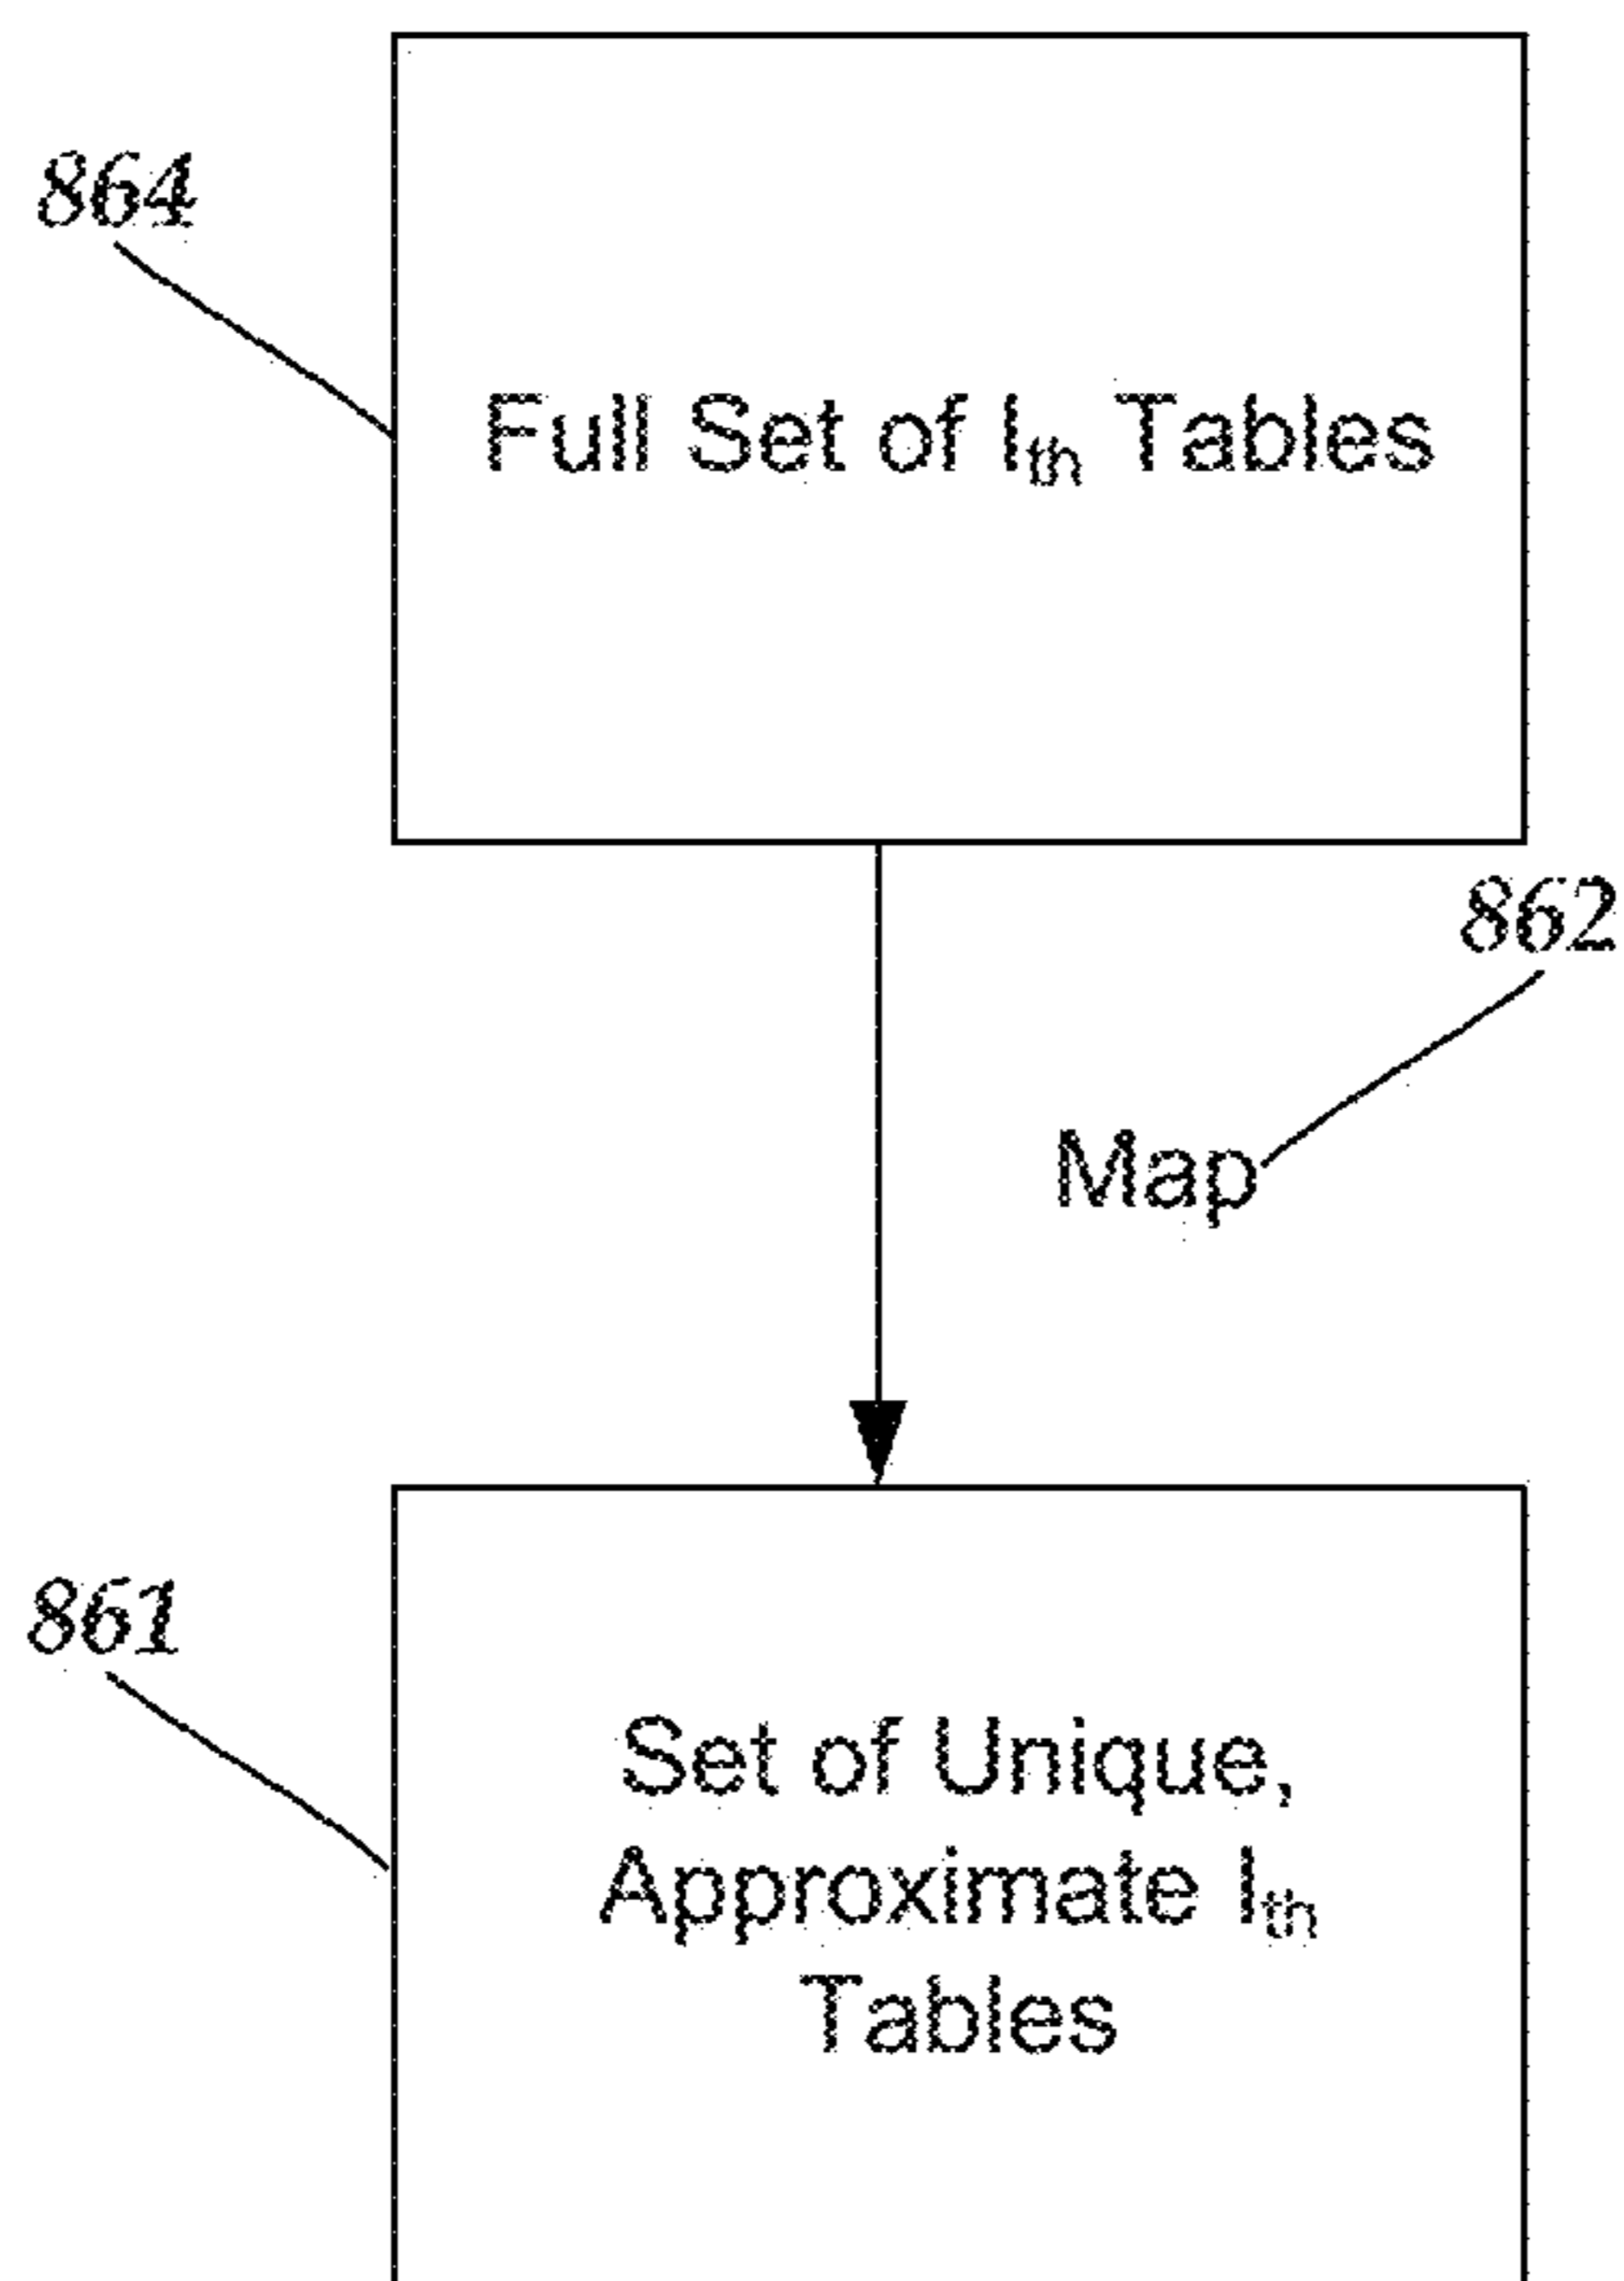 864
Full Set of Ith Tables
862
Map
861
Set of Unique,
Approximate Ith
Tables